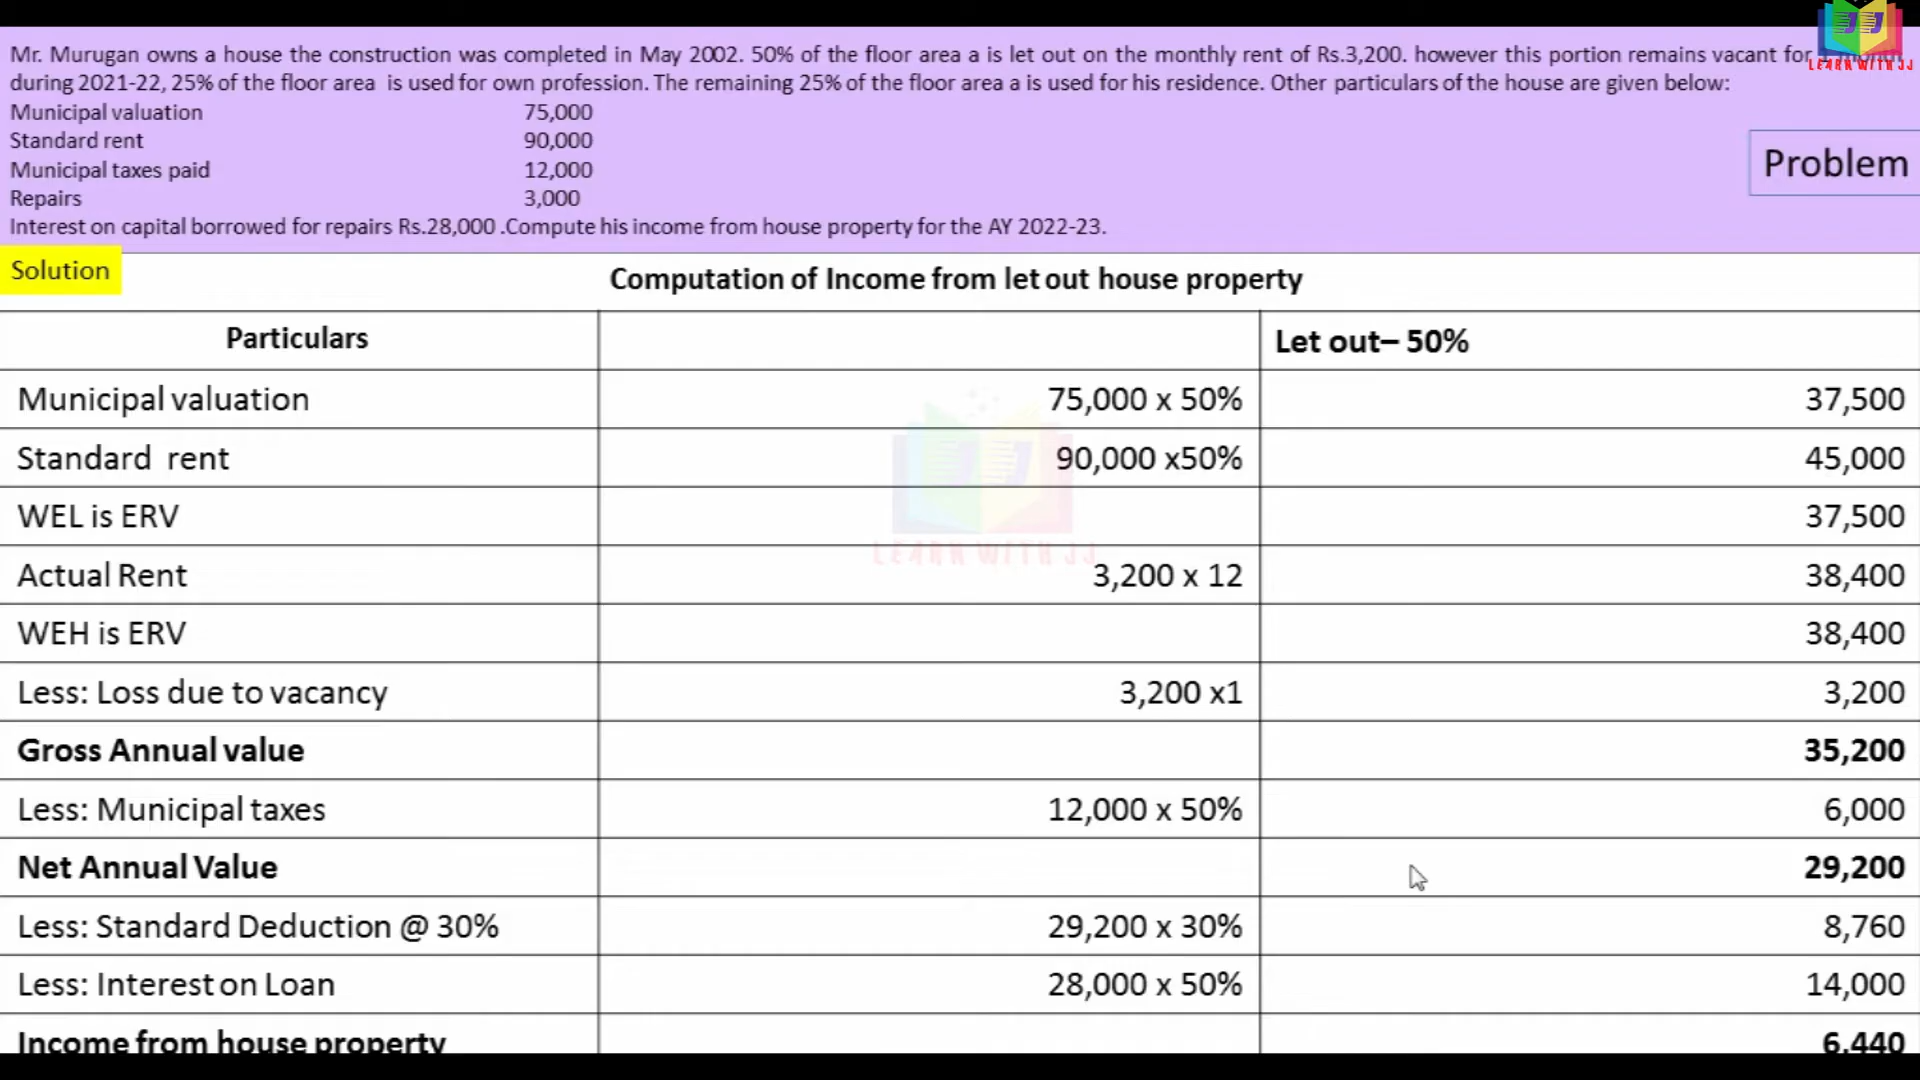 Mr. Murugan owns a house the construction was completed in May 2002. 50% of the floor area a is let out on the monthly rent of Rs.3,200. however this portion remains vacant for
LEARN WITH JJ
during 2021-22, 25% of the floor area is used for own profession. The remaining 25% of the floor area a is used for his residence. Other particulars of the house are given below:
Municipal valuation 75,000
Standard rent 90,000
Municipal taxes paid 12,000
Repairs 3,000
Problem
Interest on capital borrowed for repairs Rs.28,000 .Compute his income from house property for the AY 2022-23.
Solution
Computation of Income from let out house property
Particulars Let out– 50%
Municipal valuation 75,000 x 50% 37,500
Standard rent 90,000 x50% 45,000
WEL is ERV 37,500
LEARN WITH JJ
Actual Rent 3,200 x 12 38,400
WEH is ERV 38,400
Less: Loss due to vacancy 3,200 x1 3,200
Gross Annual value 35,200
Less: Municipal taxes 12,000 x 50% 6,000
Net Annual Value 29,200
Less: Standard Deduction @ 30% 29,200 x 30% 8,760
Less: Interest on Loan 28,000 x 50% 14,000
Income from house property 6,440